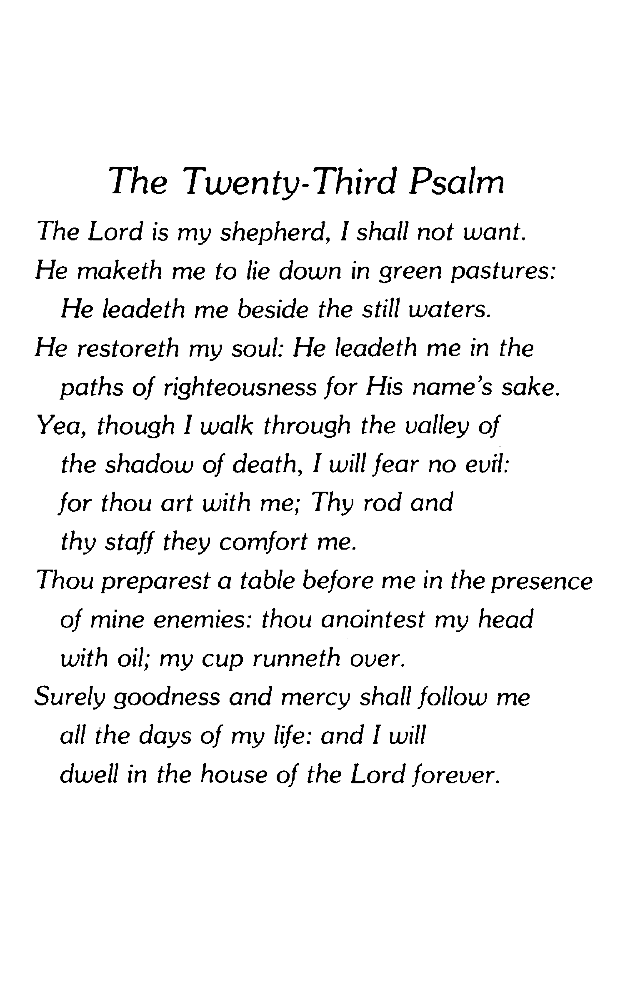 The Twenty-Third Psalm
The Lord is my shepherd, I shall not want.
He maketh me to lie down in green pastures:
He leadeth me beside the still waters.
He restoreth my soul: He leadeth me in the
paths of righteousness for His name's sake.
Yea, though I walk through the valley of
the shadow of death, I will fear no evil:
for thou art with me; Thy rod and
thy staff they comfort me.
Thou preparest a table before me in the presence
of mine enemies: thou anointest my head
with oil; my cup runneth over.
Surely goodness and mercy shall follow me
all the days of my life: and I will
dwell in the house of the Lord forever.